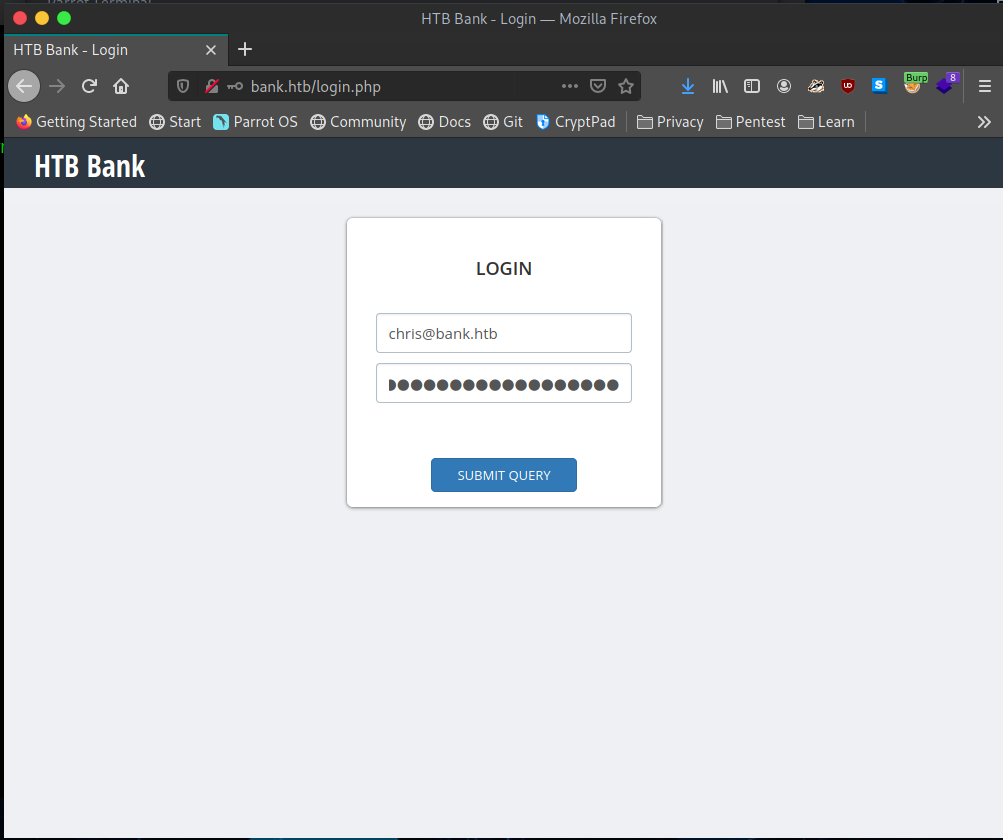 HTB Bank - Login — Mozilla Firefox
HTB Bank - Login
bank.htb/login.php
UD
S
Burp
8
Getting Started Start Parrot OS Community Docs Git CryptPad Privacy Pentest Learn
HTB Bank
LOGIN
chris@bank.htb
SUBMIT QUERY